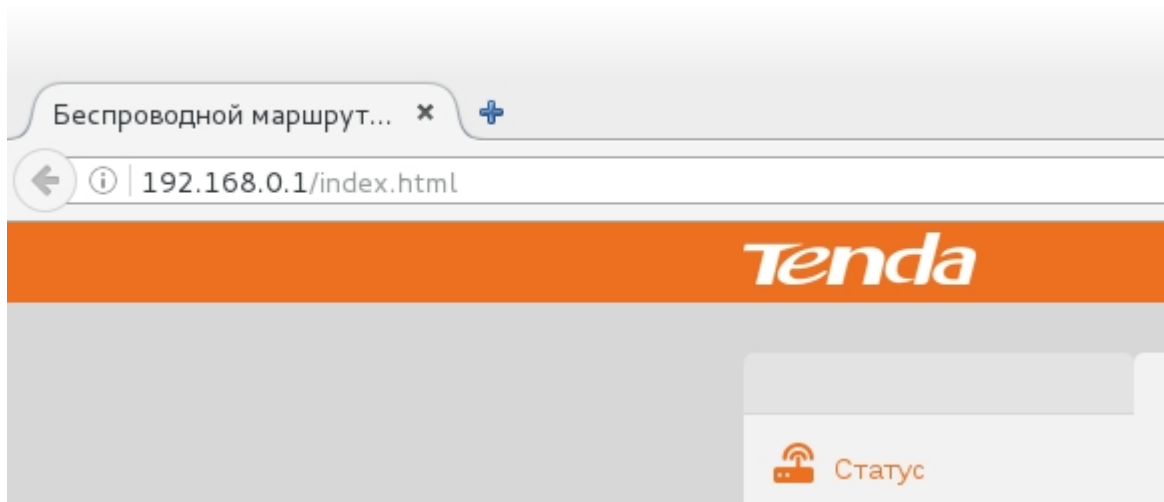 Беспроводной маршрут...
192.168.0.1/index.html
Tenda
Статус